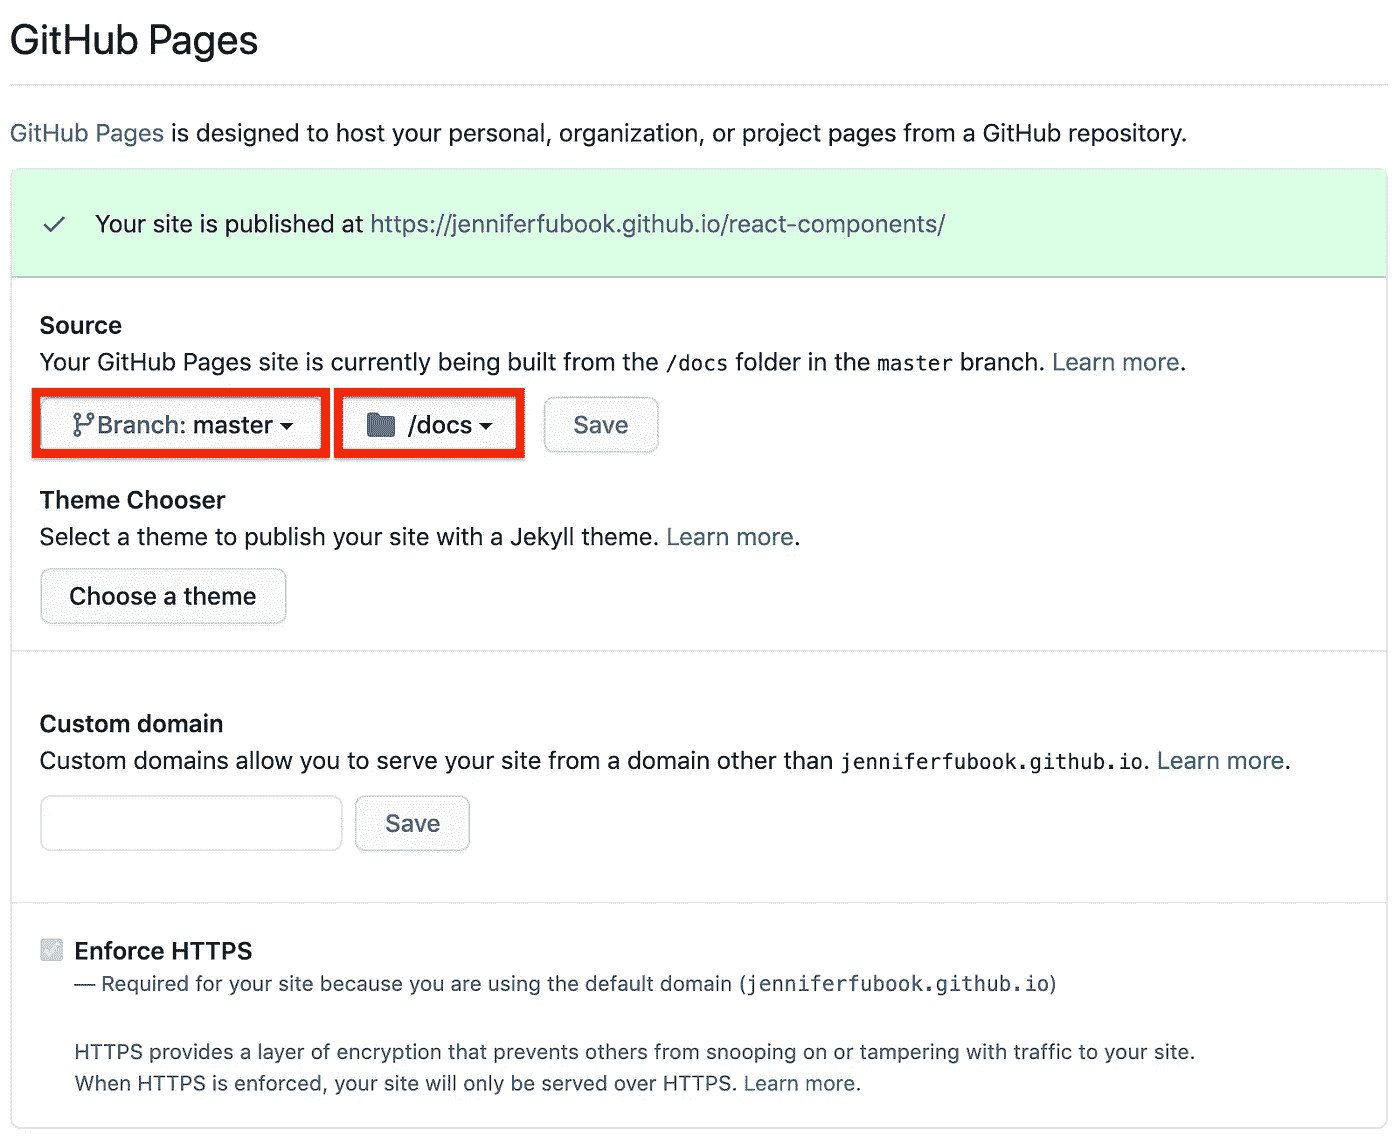 GitHub Pages
GitHub Pages is designed to host your personal, organization, or project pages from a GitHub repository.
Your site is published at https://jenniferfubook.github.io/react-components/
Source
Your GitHub Pages site is currently being built from the /docs folder in the master branch. Learn more.
Branch: master /docs Save
Theme Chooser
Select a theme to publish your site with a Jekyll theme. Learn more.
Choose a theme
Custom domain
Custom domains allow you to serve your site from a domain other than jenniferfubook.github.io. Learn more.
Save
Enforce HTTPS
— Required for your site because you are using the default domain (jenniferfubook.github.io)
HTTPS provides a layer of encryption that prevents others from snooping on or tampering with traffic to your site.
When HTTPS is enforced, your site will only be served over HTTPS. Learn more.